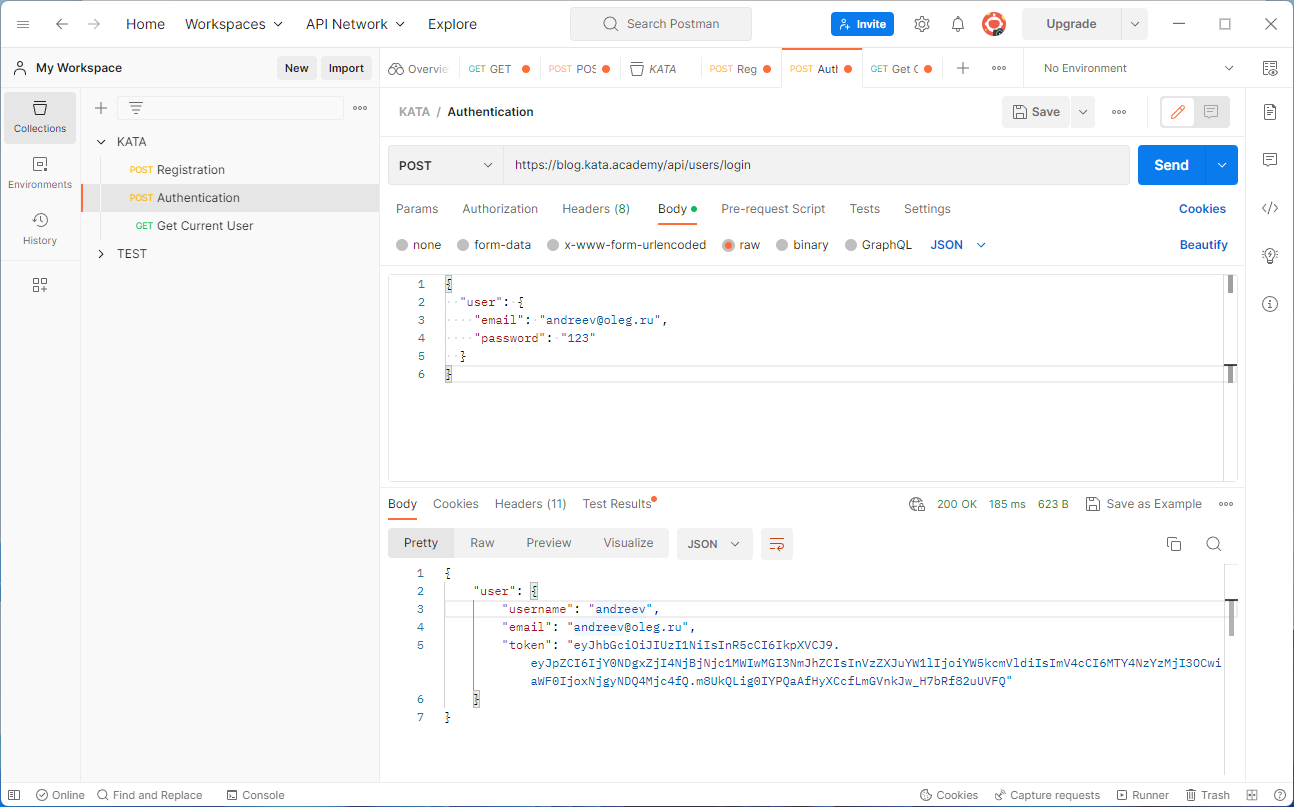 Home Workspaces API Network Explore Search Postman Invite Upgrade
My Workspace New Import
Overvie GET GET POST POS KATA POST Reg POST Aut GET Get C No Environment
Collections
Environments
History
KATA
POST Registration
POST Authentication
GET Get Current User
TEST
KATA / Authentication Save
POST https://blog.kata.academy/api/users/login Send
Params Authorization Headers (8) Body Pre-request Script Tests Settings Cookies
none form-data x-www-form-urlencoded raw binary GraphQL JSON Beautify
1 {
2 "user": {
3 "email": "andreev@oleg.ru",
4 "password": "123"
5 }
6 }
Body Cookies Headers (11) Test Results 200 OK 185 ms 623 B Save as Example
Pretty Raw Preview Visualize JSON
1 {
2 "user": {
3 "username": "andreev",
4 "email": "andreev@oleg.ru",
5 "token": "eyJhbGciOiJIUzI1NiIsInR5cCI6IkpXVCJ9.
eyJpZCI6IjY0NDgxZjI4NjBjNjc1MWIwMGI3NmJhZCIsInVzZXJuYW1lIjoiYW5kcmVldiIsImV4cCI6MTY4NzYzMjI3OCwi
aWF0IjoxNjgyNDQ4Mjc4fQ.m8UkQLig0IYPQaAfHyXCcfLmGVnkJw_H7bRf82uUVFQ"
6 }
7 }
Online Find and Replace Console Cookies Capture requests Runner Trash